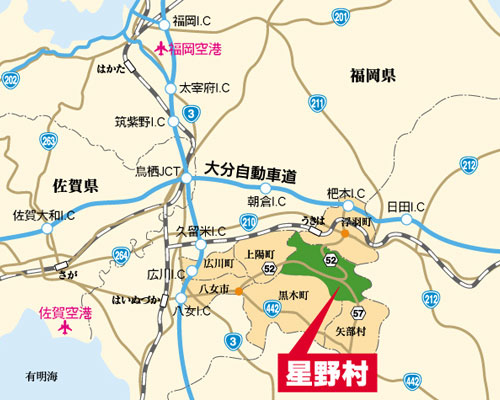 福岡I.C
201
福岡空港
はかた
福岡県
202
太宰府I.C
3
211
筑紫野I.C
263
鳥栖JCT
大分自動車道
212
佐賀県
朝倉I.C
杷木I.C
日田I.C
佐賀大和I.C
210
うきは
浮羽町
久留米I.C
264
広川町
上陽町
52
52
さが
広川I.C
八女市
はいぬづか
八女I.C
442
黒木町
57
212
佐賀空港
矢部村
3
星野村
有明海
442